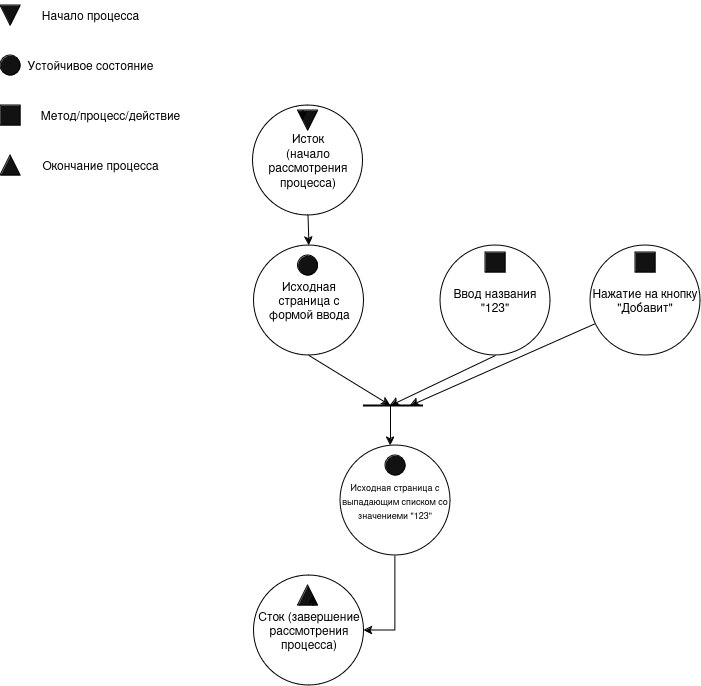 Начало процесса
Устойчивое состояние
Метод/процесс/действие
Окончание процесса
Исток
(начало
рассмотрения
процесса)
Исходная
страница с
формой ввода
Ввод названия
"123"
Нажатие на кнопку
"Добавит"
Исходная страница с
выпадающим списком со
значениеми "123"
Сток (завершение
рассмотрения
процесса)